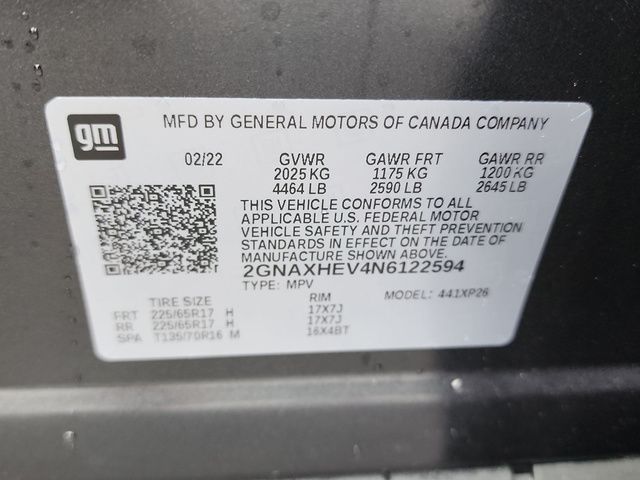 gm
MFD BY GENERAL MOTORS OF CANADA COMPANY
02/22 GVWR GAWR FRT GAWR RR
2025 KG 1175 KG 1200 KG
4464 LB 2590 LB 2645 LB
THIS VEHICLE CONFORMS TO ALL
APPLICABLE U.S. FEDERAL MOTOR
VEHICLE SAFETY AND THEFT PREVENTION
STANDARDS IN EFFECT ON THE DATE OF
MANUFACTURE SHOWN ABOVE.
2GNAXHEV4N6122594
TYPE: MPV MODEL: 441XP26
TIRE SIZE RIM
FRT 225/65R17 H 17X7J
RR 225/65R17 H 17X7J
SPA T135/70R16 M 16X4BT